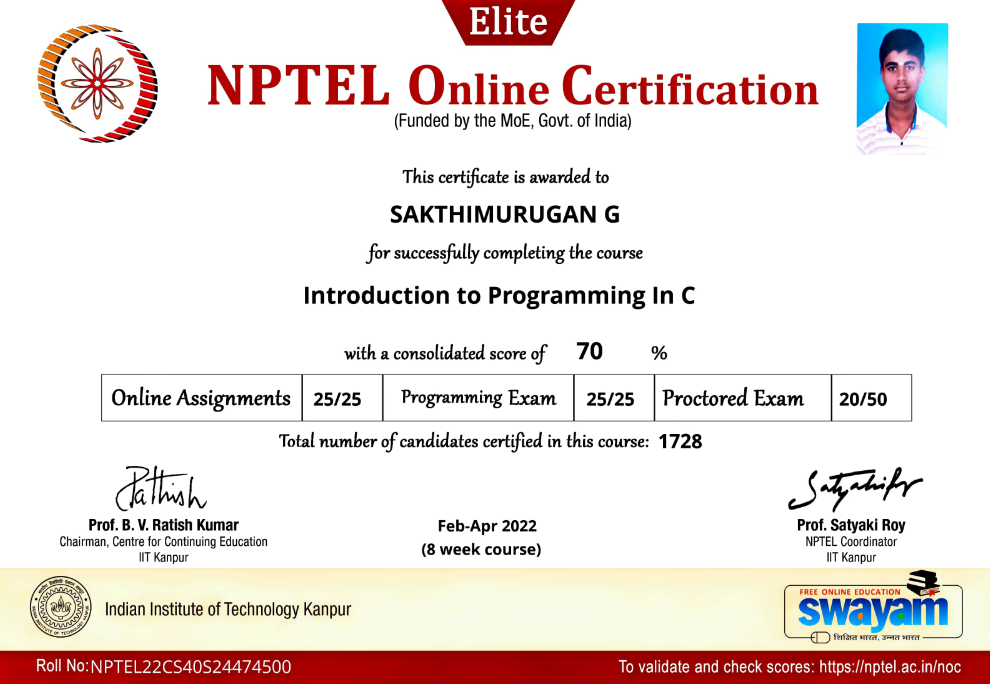 Elite
NPTEL Online Certification
(Funded by the MoE, Govt. of India)
This certificate is awarded to
SAKTHIMURUGAN G
for successfully completing the course
Introduction to Programming In C
with a consolidated score of 70 %
Online Assignments 25/25 Programming Exam 25/25 Proctored Exam 20/50
Total number of candidates certified in this course: 1728
Prof. B. V. Ratish Kumar
Chairman, Centre for Continuing Education
IIT Kanpur
Feb-Apr 2022
(8 week course)
Prof. Satyaki Roy
NPTEL Coordinator
IIT Kanpur
Indian Institute of Technology Kanpur
FREE ONLINE EDUCATION
swayam
शिक्षित भारत, उन्नत भारत
Roll No: NPTEL22CS40S24474500
To validate and check scores: https://nptel.ac.in/noc